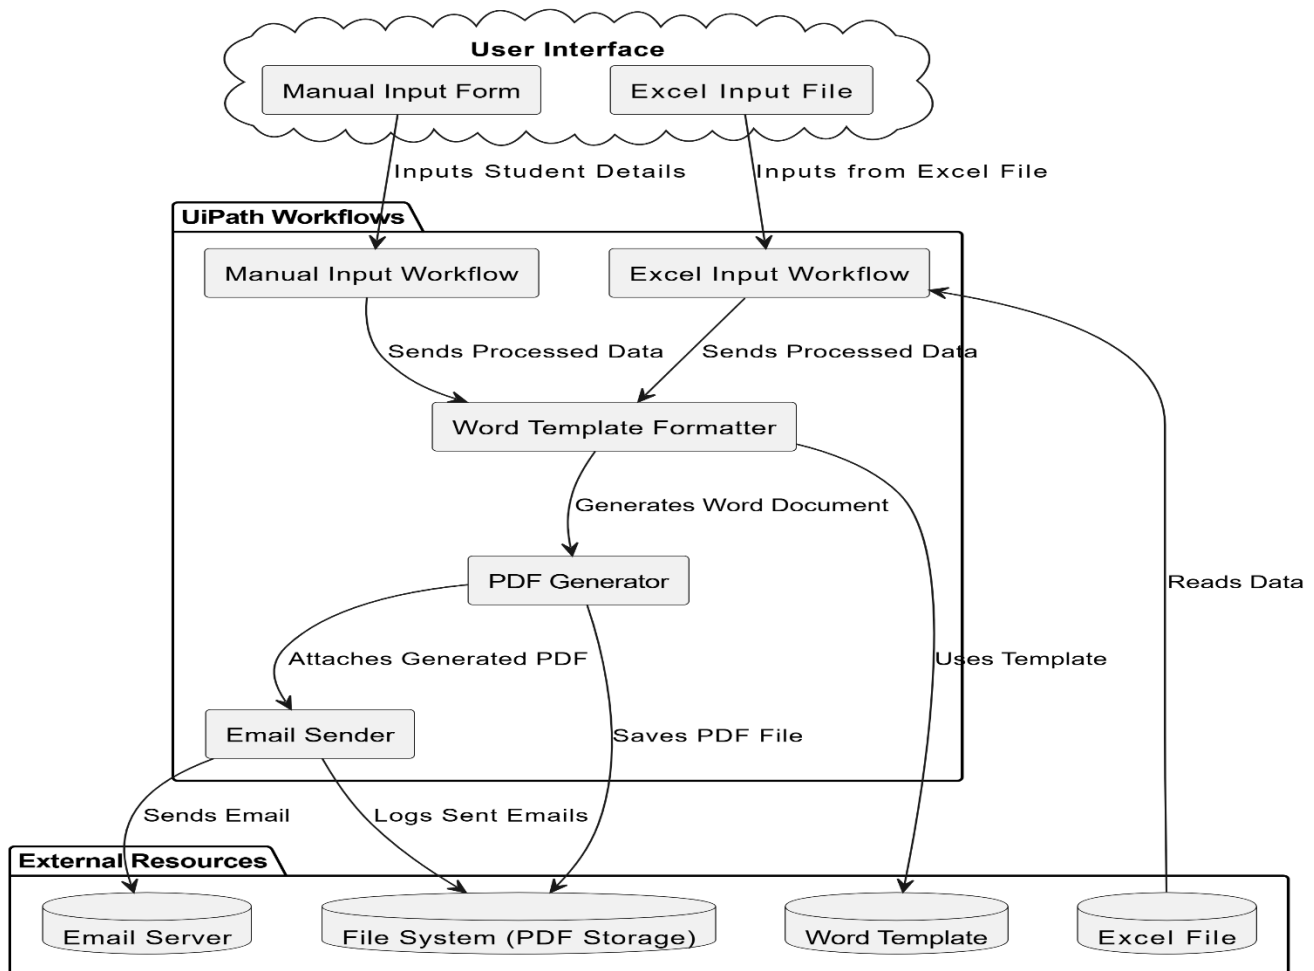 User Interface
Manual Input Form
Excel Input File
Inputs Student Details
Inputs from Excel File
UiPath Workflows
Manual Input Workflow
Excel Input Workflow
Sends Processed Data
Sends Processed Data
Word Template Formatter
Generates Word Document
PDF Generator
Reads Data
Attaches Generated PDF
Uses Template
Email Sender
Saves PDF File
Sends Email
Logs Sent Emails
External Resources
Email Server
File System (PDF Storage)
Word Template
Excel File